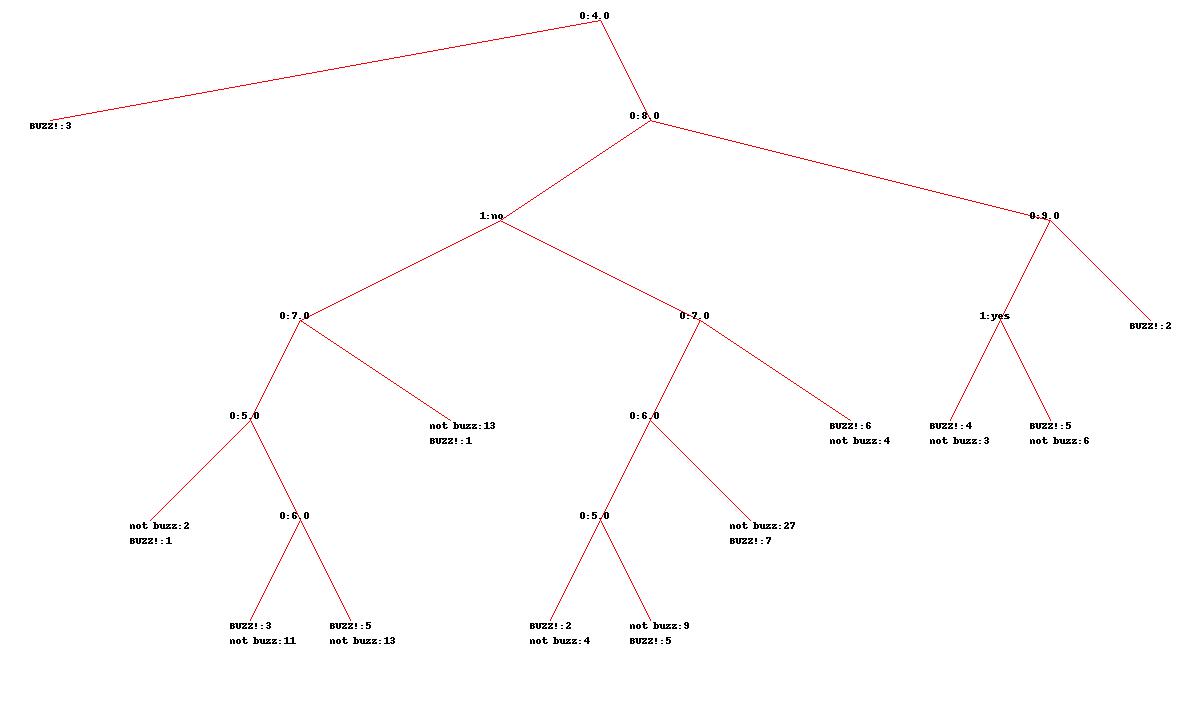 0:4.0
BUZZ!:3
0:8.0
1:no
0:9.0
0:7.0
0:7.0
1:yes
BUZZ!:2
0:5.0
not buzz:13
BUZZ!:1
0:6.0
BUZZ!:6
not buzz:4
BUZZ!:4
not buzz:3
BUZZ!:5
not buzz:6
not buzz:2
BUZZ!:1
0:6.0
0:5.0
not buzz:27
BUZZ!:7
BUZZ!:3
not buzz:11
BUZZ!:5
not buzz:13
BUZZ!:2
not buzz:4
not buzz:9
BUZZ!:5